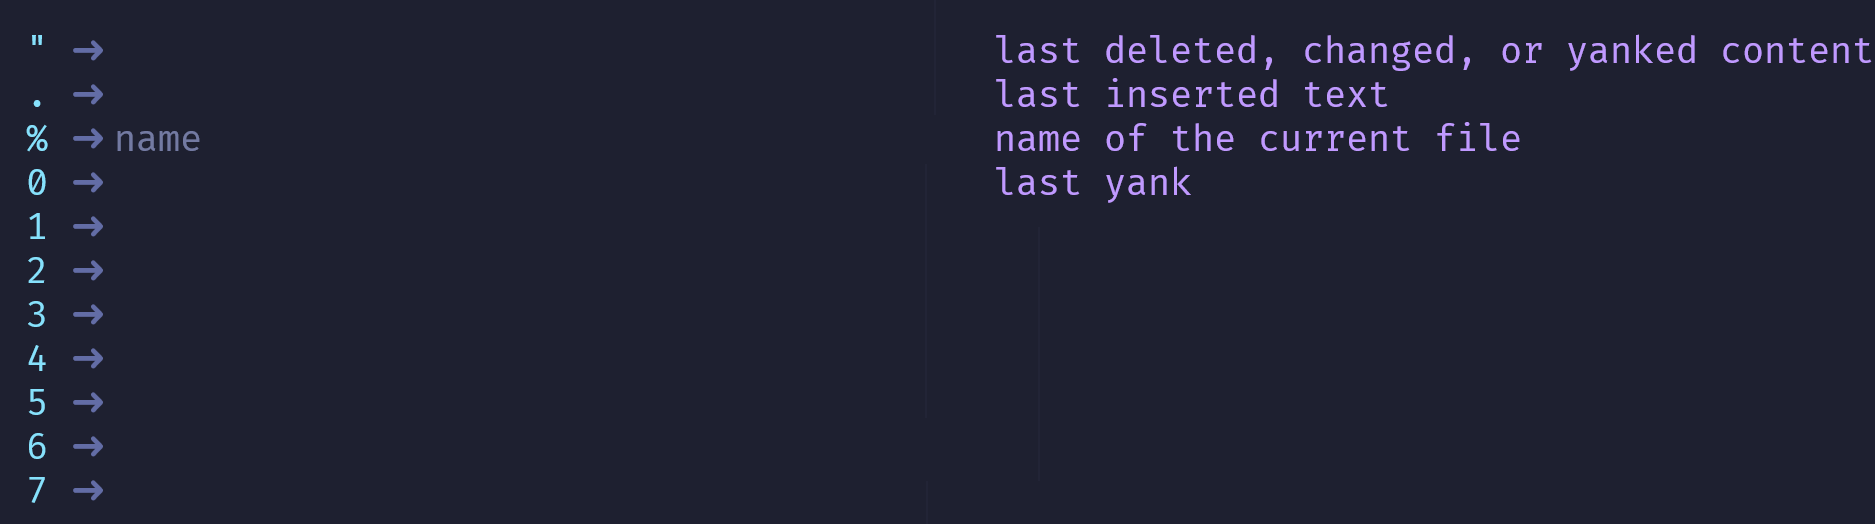 " → last deleted, changed, or yanked content
. → last inserted text
% → name name of the current file
0 → last yank
1 →
2 →
3 →
4 →
5 →
6 →
7 →